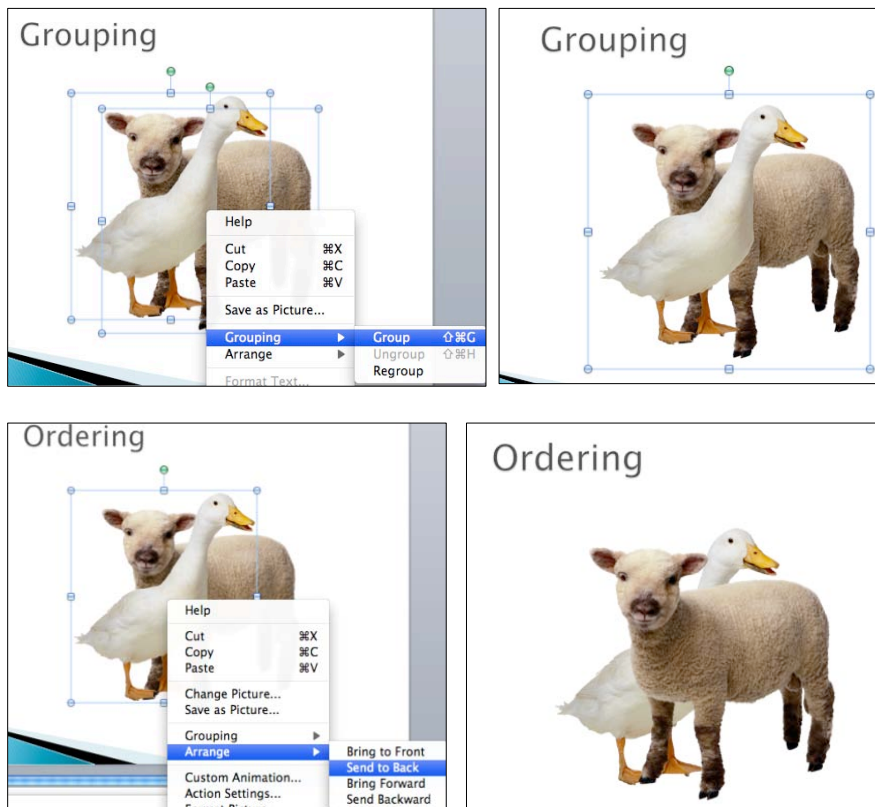 Grouping
Help
Cut ⌘X
Copy ⌘C
Paste ⌘V
Save as Picture...
Grouping
Arrange
Format Text...
Group ⇧⌘G
Ungroup ⇧⌘H
Regroup
Grouping
Ordering
Help
Cut ⌘X
Copy ⌘C
Paste ⌘V
Change Picture...
Save as Picture...
Grouping
Arrange
Custom Animation...
Action Settings...
Bring to Front
Send to Back
Bring Forward
Send Backward
Ordering